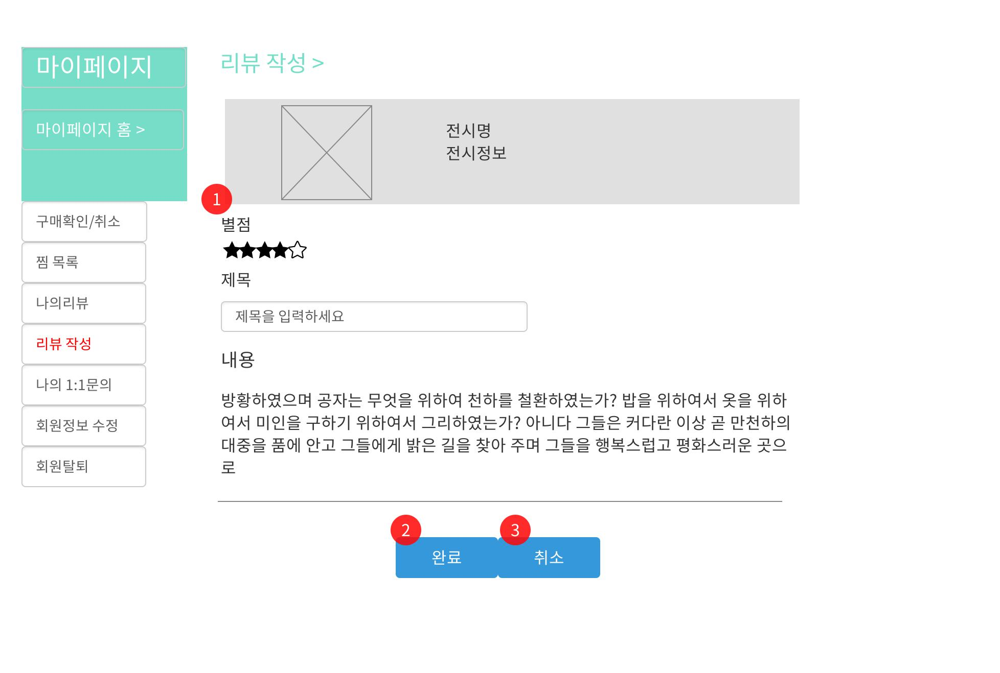 마이페이지
마이페이지 홈 >
구매확인/취소
찜 목록
나의리뷰
리뷰 작성
나의 1:1문의
회원정보 수정
회원탈퇴
리뷰 작성 >
전시명
전시정보
1
별점
제목
제목을 입력하세요
내용
방황하였으며 공자는 무엇을 위하여 천하를 철환하였는가? 밥을 위하여서 옷을 위하
여서 미인을 구하기 위하여서 그리하였는가? 아니다 그들은 커다란 이상 곧 만천하의
대중을 품에 안고 그들에게 밝은 길을 찾아 주며 그들을 행복스럽고 평화스러운 곳으
로
2
완료
3
취소